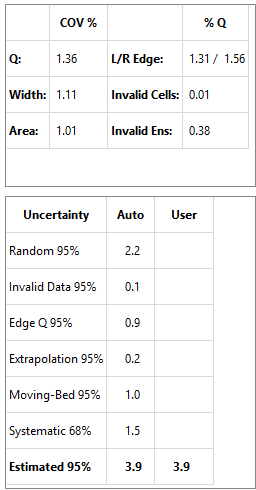 COV % % Q
Q: 1.36 L/R Edge: 1.31 / 1.56
Width: 1.11 Invalid Cells: 0.01
Area: 1.01 Invalid Ens: 0.38
Uncertainty Auto User
Random 95% 2.2
Invalid Data 95% 0.1
Edge Q 95% 0.9
Extrapolation 95% 0.2
Moving-Bed 95% 1.0
Systematic 68% 1.5
Estimated 95% 3.9 3.9